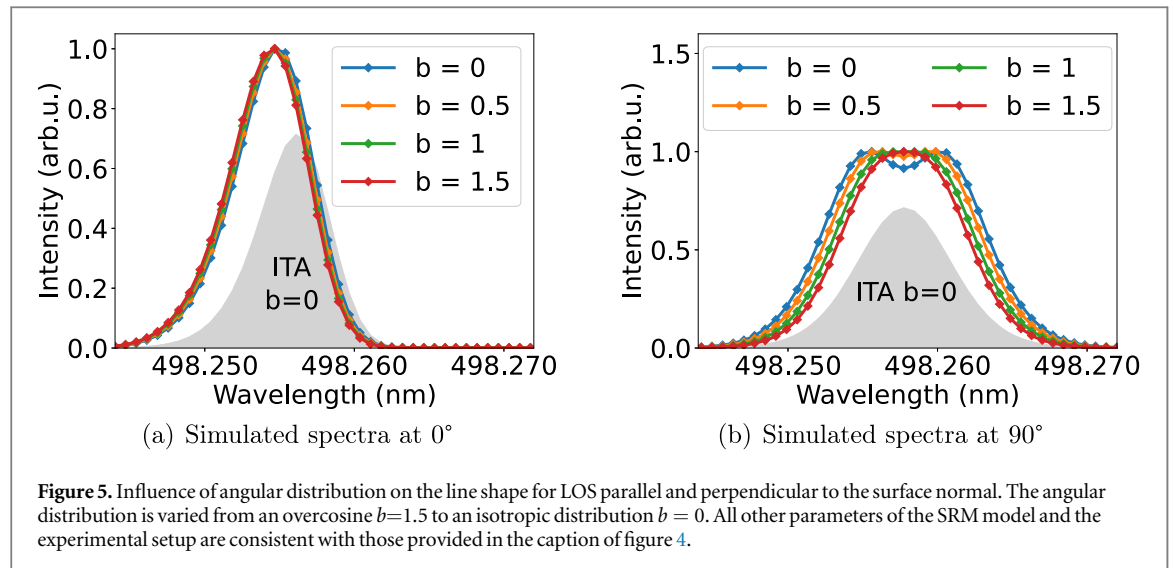 1.0
0.8
0.6
0.4
0.2
0.0
Intensity (arb.u.)
b = 0
b = 0.5
b = 1
b = 1.5
ITA
b=0
498.250 498.260 498.270
Wavelength (nm)
(a) Simulated spectra at 0°
1.5
1.0
0.5
0.0
Intensity (arb.u.)
b = 0 b = 1
b = 0.5 b = 1.5
ITA b=0
498.250 498.260 498.270
Wavelength (nm)
(b) Simulated spectra at 90°
Figure 5. Influence of angular distribution on the line shape for LOS parallel and perpendicular to the surface normal. The angular
distribution is varied from an overcosine b=1.5 to an isotropic distribution b = 0. All other parameters of the SRM model and the
experimental setup are consistent with those provided in the caption of figure 4.